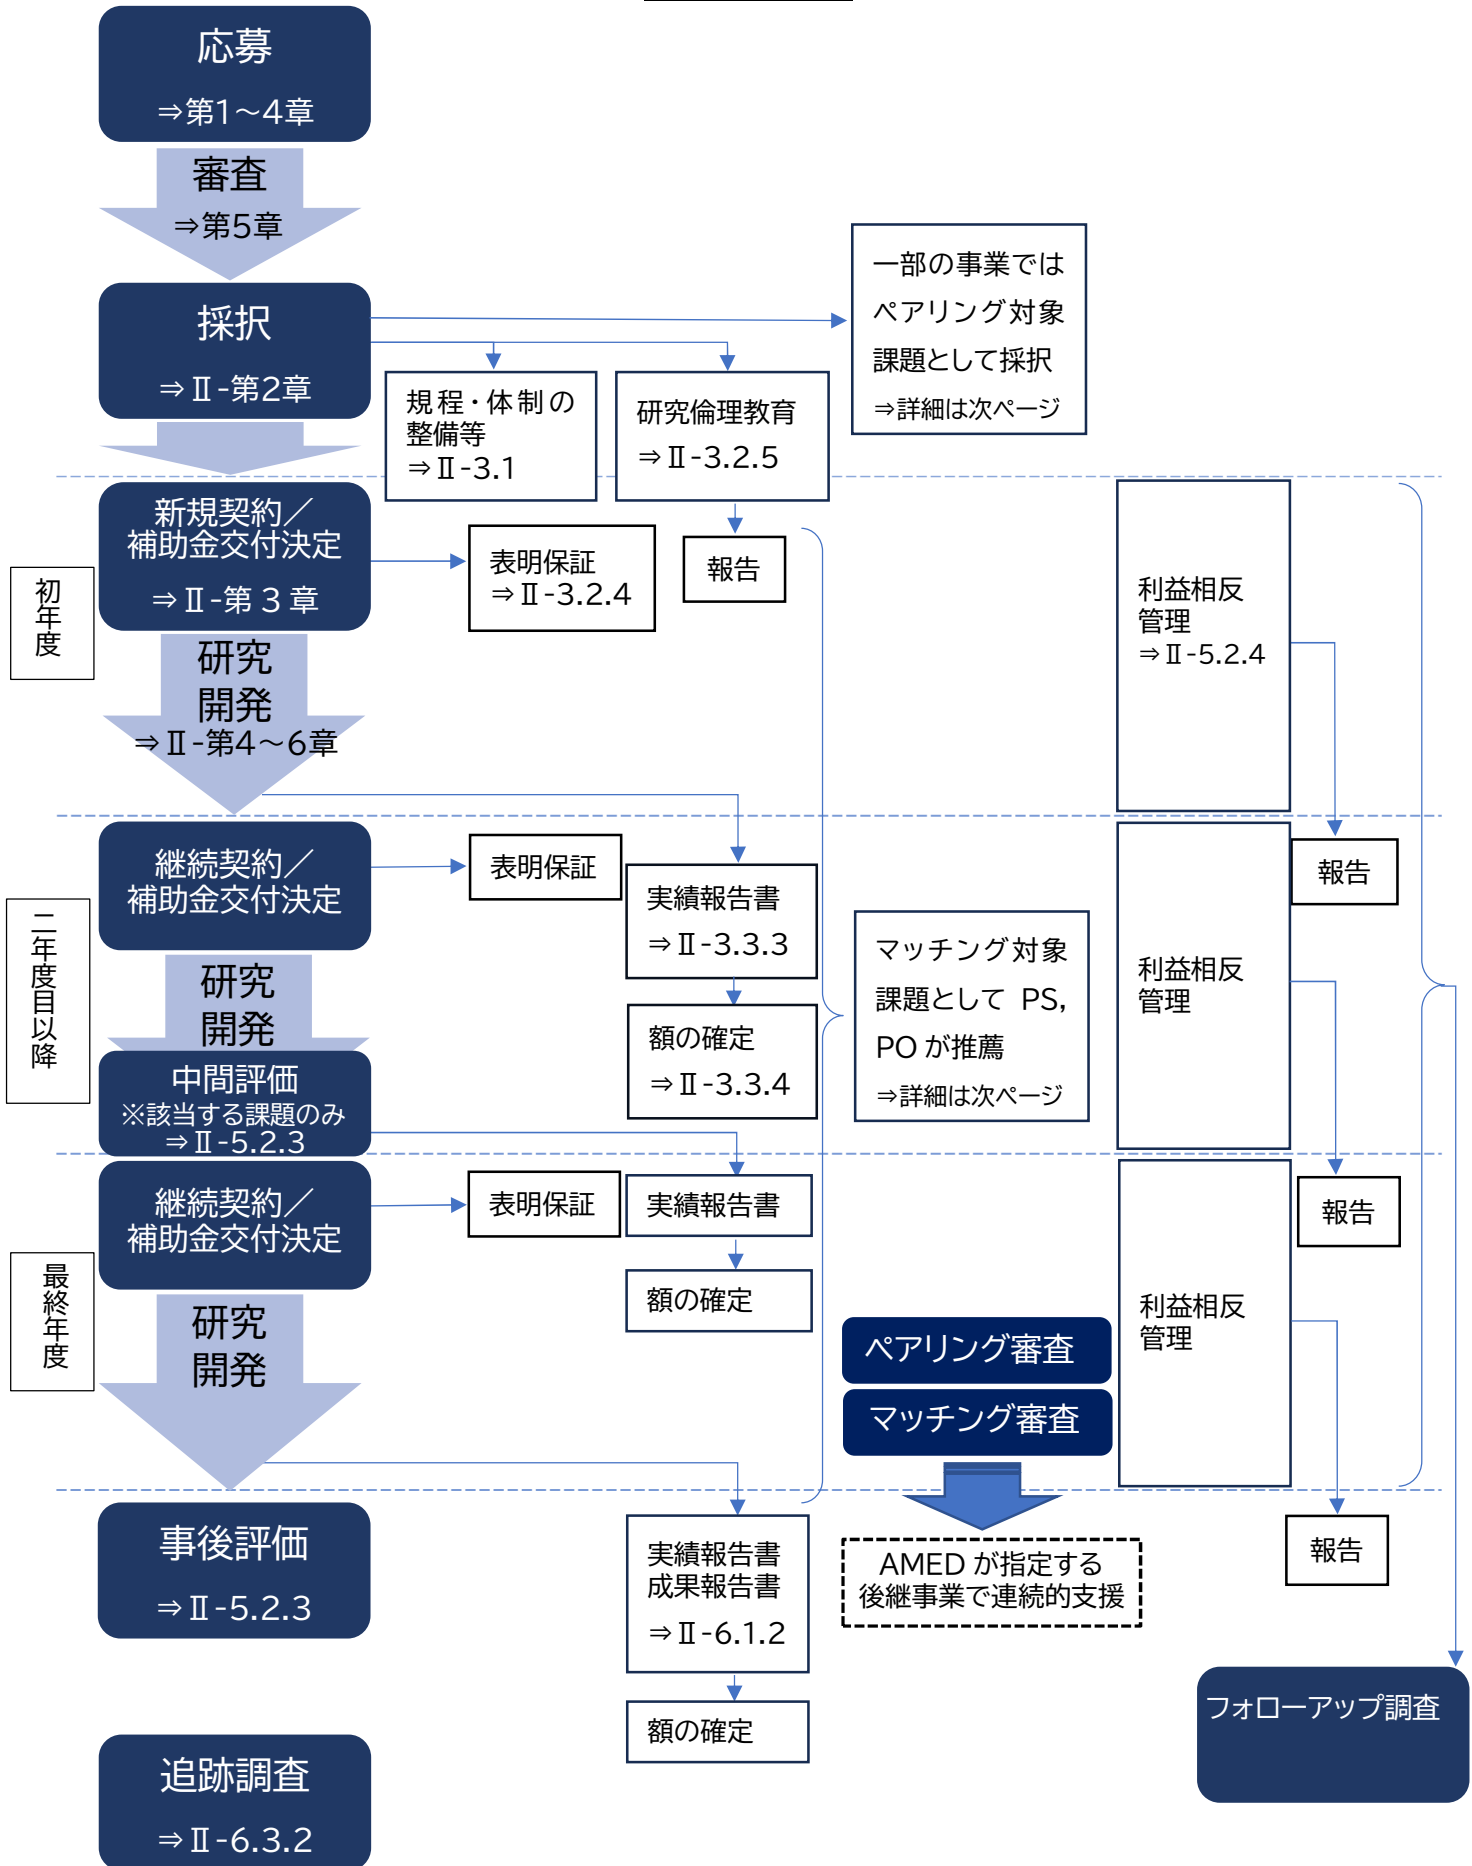 応募
⇒第1～4章
審査
⇒第5章
採択
⇒Ⅱ-第2章
一部の事業では
ペアリング対象
課題として採択
⇒詳細は次ページ
規程・体制の
整備等
⇒Ⅱ-3.1
研究倫理教育
⇒Ⅱ-3.2.5
初年度
新規契約／
補助金交付決定
⇒Ⅱ-第 3 章
表明保証
⇒Ⅱ-3.2.4
報告
利益相反
管理
⇒Ⅱ-5.2.4
研究
開発
⇒Ⅱ-第4～6章
二年度目以降
継続契約／
補助金交付決定
表明保証
実績報告書
⇒Ⅱ-3.3.3
報告
研究
開発
額の確定
⇒Ⅱ-3.3.4
マッチング対象
課題として PS,
PO が推薦
⇒詳細は次ページ
利益相反
管理
中間評価
※該当する課題のみ
⇒Ⅱ-5.2.3
最終年度
継続契約／
補助金交付決定
表明保証
実績報告書
報告
額の確定
研究
開発
ペアリング審査
マッチング審査
利益相反
管理
事後評価
⇒Ⅱ-5.2.3
実績報告書
成果報告書
⇒Ⅱ-6.1.2
AMED が指定する
後継事業で連続的支援
報告
額の確定
フォローアップ調査
追跡調査
⇒Ⅱ-6.3.2